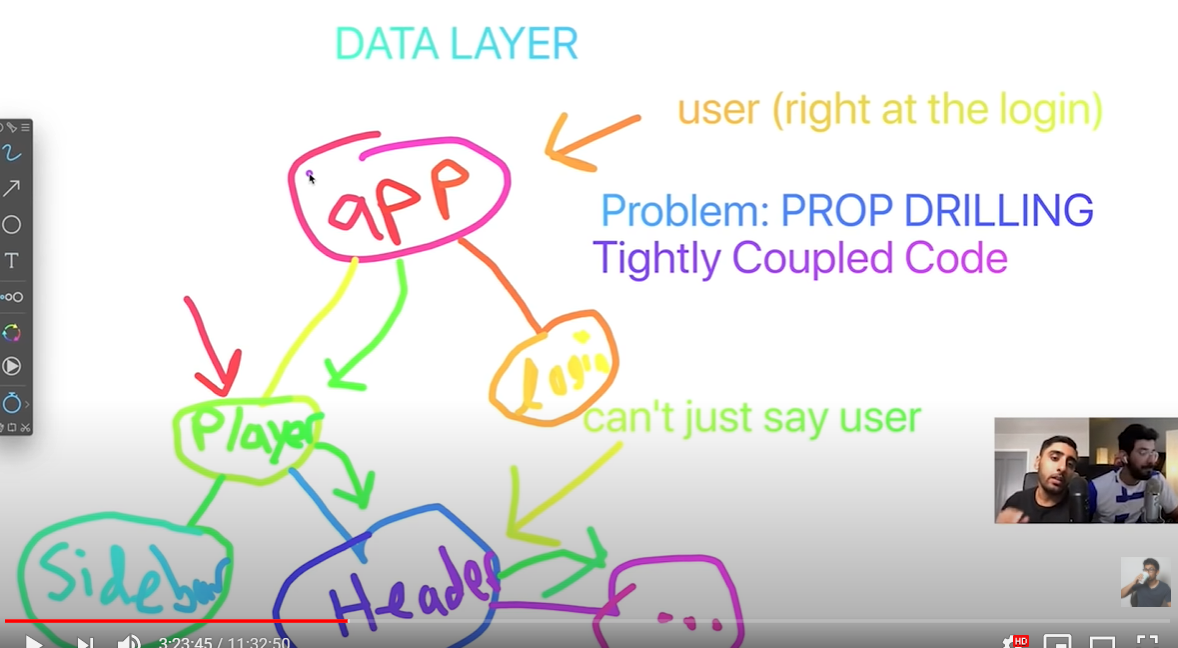 DATA LAYER
user (right at the login)
app
Problem: PROP DRILLING
Tightly Coupled Code
T
login
Player
can't just say user
Sidebar
Header
...
3:23:45 / 11:32:50
HD